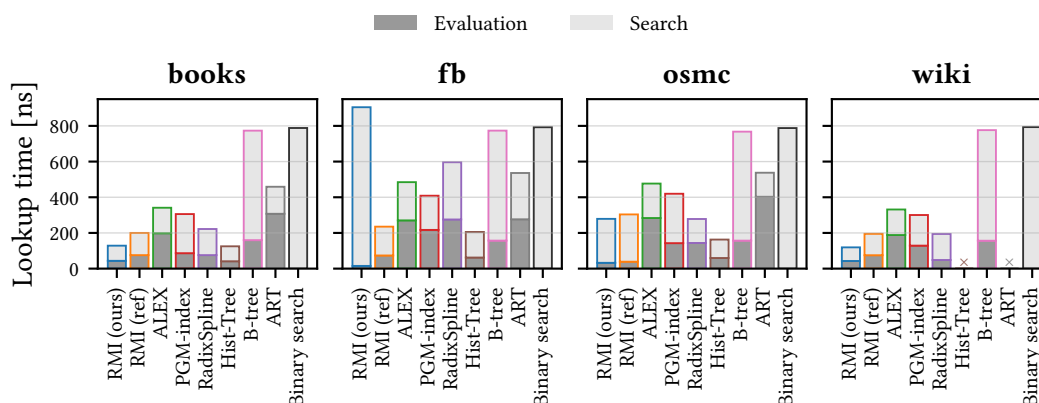 Evaluation Search
books fb osmc wiki
Lookup time [ns]
800
600
400
200
0
RMI (ours) RMI (ref) ALEX PGM-index RadixSpline Hist-Tree B-tree ART Binary search
RMI (ours) RMI (ref) ALEX PGM-index RadixSpline Hist-Tree B-tree ART Binary search
RMI (ours) RMI (ref) ALEX PGM-index RadixSpline Hist-Tree B-tree ART Binary search
RMI (ours) RMI (ref) ALEX PGM-index RadixSpline Hist-Tree B-tree ART Binary search